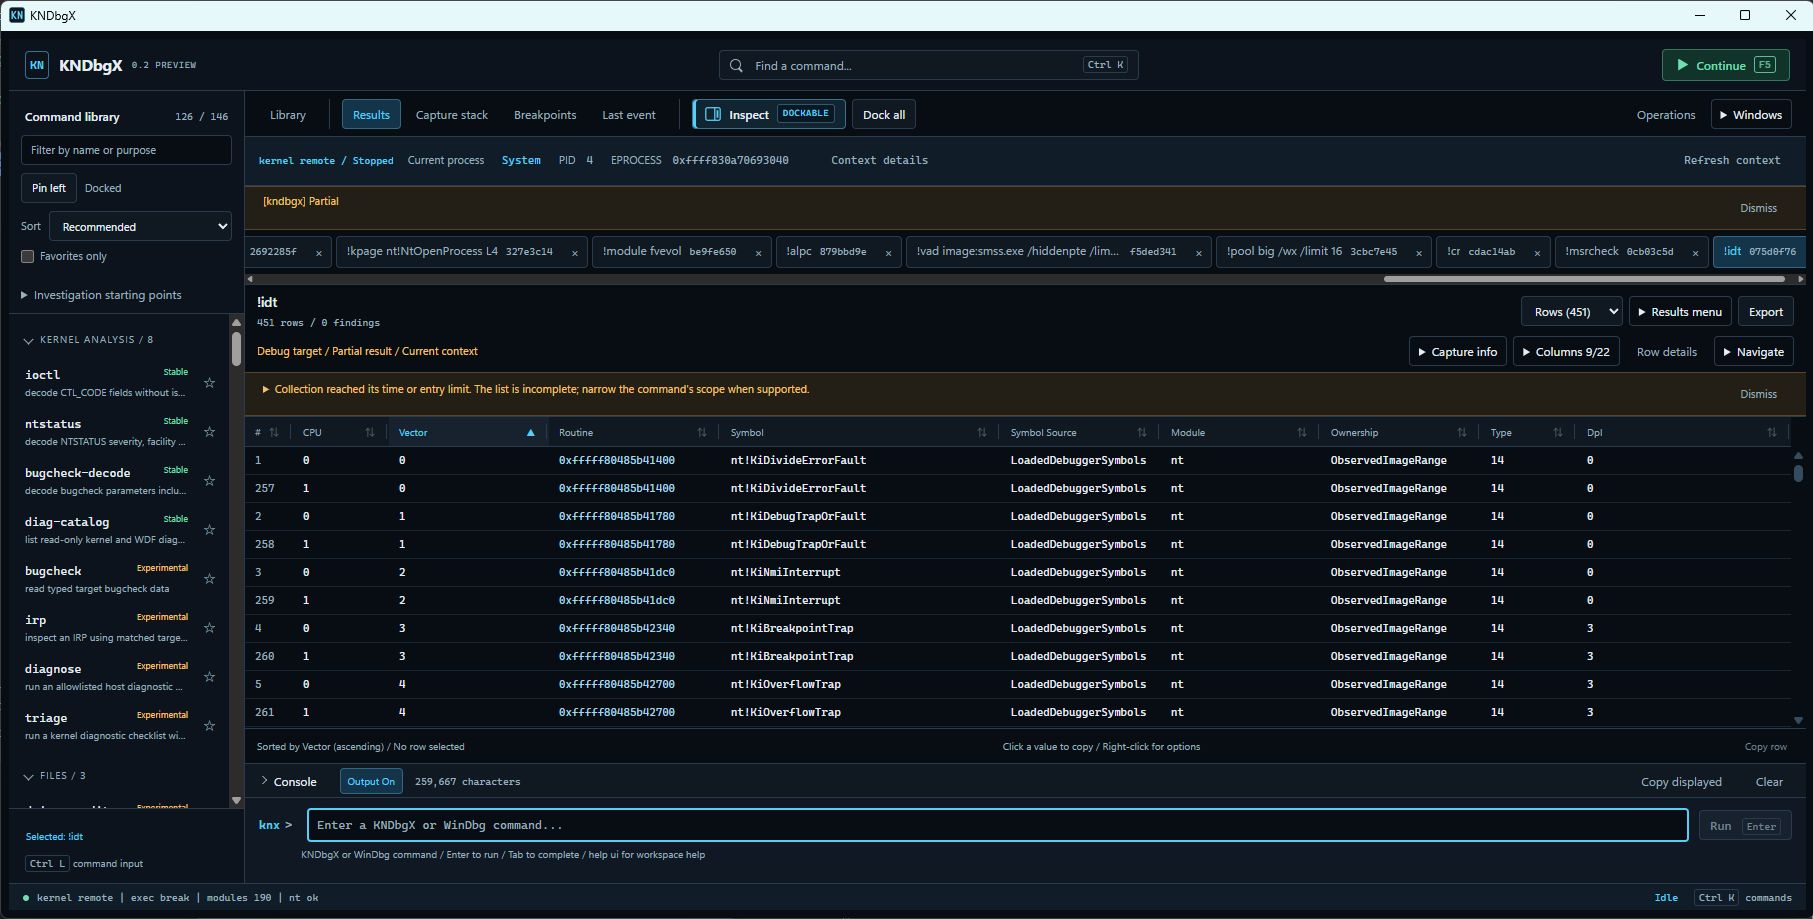 KN KNDbgX
KN KNDbgX 0.2 PREVIEW
Find a command... Ctrl K
Continue F5
Command library 126 / 146
Filter by name or purpose
Pin left Docked
Sort Recommended
Favorites only
Investigation starting points
KERNEL ANALYSIS / 8
ioctl Stable
decode CTL_CODE fields without is...
ntstatus Stable
decode NTSTATUS severity, facility ...
bugcheck-decode Stable
decode bugcheck parameters inclu...
diag-catalog Stable
list read-only kernel and WDF diag...
bugcheck Experimental
read typed target bugcheck data
irp Experimental
inspect an IRP using matched targe...
diagnose Experimental
run an allowlisted host diagnostic ...
triage Experimental
run a kernel diagnostic checklist wi...
FILES / 3
Selected: !idt
Ctrl L command input
Library Results Capture stack Breakpoints Last event Inspect DOCKABLE Dock all Operations Windows
kernel remote / Stopped Current process System PID 4 EPROCESS 0xffff830a70693040 Context details Refresh context
[kndbgx] Partial
Dismiss
2692285f × !kpage nt!NtOpenProcess L4 327e3c14 × !module fvevol be9fe650 × !alpc 879bbd9e × !vad image:smss.exe /hiddenpte /lim... f5ded341 × !pool big /wx /limit 16 3cbc7e45 × !cr cdac14ab × !msrcheck 0cb03c5d × !idt 075d0f76
!idt
451 rows / 0 findings
Rows (451) Results menu Export
Debug target / Partial result / Current context
Capture info Columns 9/22 Row details Navigate
Collection reached its time or entry limit. The list is incomplete; narrow the command's scope when supported.
Dismiss
# CPU Vector Routine Symbol Symbol Source Module Ownership Type Dpl
1 0 0 0xfffff80485b41400 nt!KiDivideErrorFault LoadedDebuggerSymbols nt ObservedImageRange 14 0
257 1 0 0xfffff80485b41400 nt!KiDivideErrorFault LoadedDebuggerSymbols nt ObservedImageRange 14 0
2 0 1 0xfffff80485b41780 nt!KiDebugTrapOrFault LoadedDebuggerSymbols nt ObservedImageRange 14 0
258 1 1 0xfffff80485b41780 nt!KiDebugTrapOrFault LoadedDebuggerSymbols nt ObservedImageRange 14 0
3 0 2 0xfffff80485b41dc0 nt!KiNmiInterrupt LoadedDebuggerSymbols nt ObservedImageRange 14 0
259 1 2 0xfffff80485b41dc0 nt!KiNmiInterrupt LoadedDebuggerSymbols nt ObservedImageRange 14 0
4 0 3 0xfffff80485b42340 nt!KiBreakpointTrap LoadedDebuggerSymbols nt ObservedImageRange 14 3
260 1 3 0xfffff80485b42340 nt!KiBreakpointTrap LoadedDebuggerSymbols nt ObservedImageRange 14 3
5 0 4 0xfffff80485b42700 nt!KiOverflowTrap LoadedDebuggerSymbols nt ObservedImageRange 14 3
261 1 4 0xfffff80485b42700 nt!KiOverflowTrap LoadedDebuggerSymbols nt ObservedImageRange 14 3
Sorted by Vector (ascending) / No row selected Click a value to copy / Right-click for options Copy row
Console Output On 259,667 characters Copy displayed Clear
knx > Enter a KNDbgX or WinDbg command... Run Enter
KNDbgX or WinDbg command / Enter to run / Tab to complete / help ui for workspace help
kernel remote | exec break | modules 190 | nt ok Idle Ctrl K commands